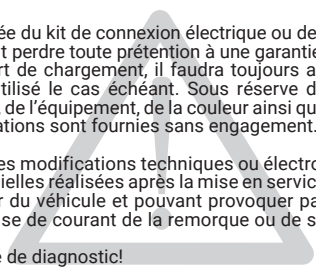 ée du kit de connexion électrique ou de
t perdre toute prétention à une garantie
rt de chargement, il faudra toujours a
tilisé le cas échéant. Sous réserve d
, de l'équipement, de la couleur ainsi qu
ations sont fournies sans engagement.
es modifications techniques ou électro
ielles réalisées après la mise en servic
r du véhicule et pouvant provoquer pa
ise de courant de la remorque ou de s
e de diagnostic!